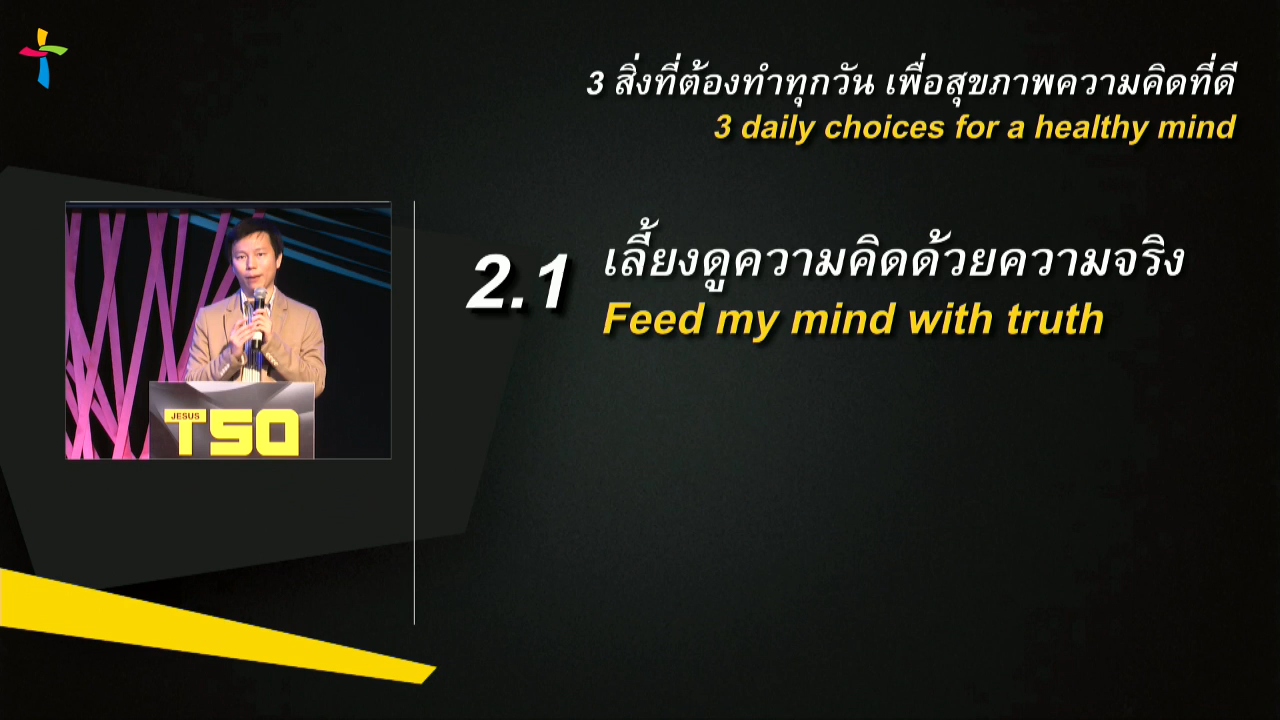 3 สิ่งที่ต้องทำทุกวัน เพื่อสุขภาพความคิดที่ดี
3 daily choices for a healthy mind
2.1 เลี้ยงดูความคิดด้วยความจริง
Feed my mind with truth
JESUS
TSQ